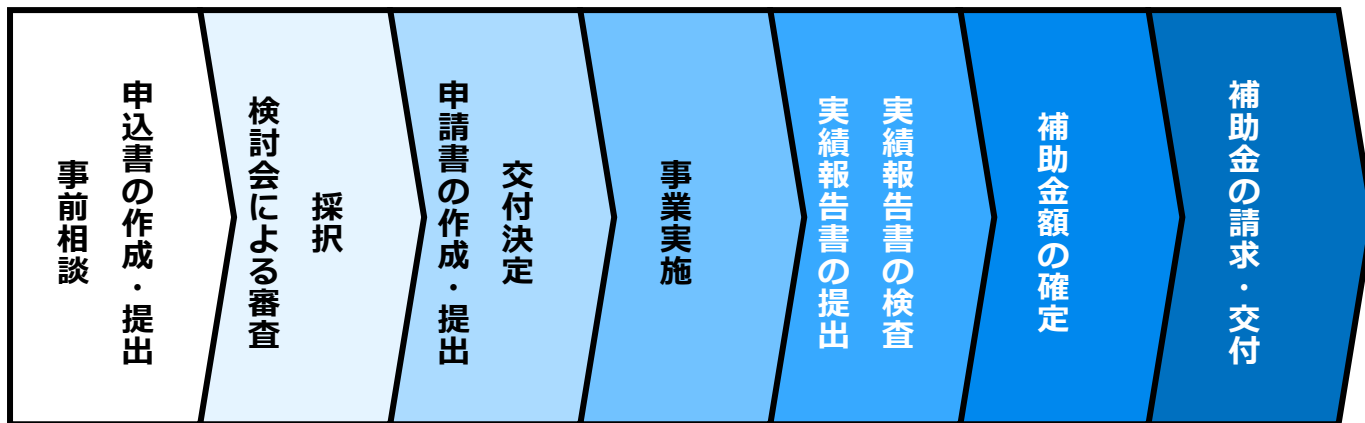 事前相談
申込書の作成・提出
検討会による審査
採択
申請書の作成・提出
交付決定
事業実施
実績報告書の提出
実績報告書の検査
補助金額の確定
補助金の請求・交付